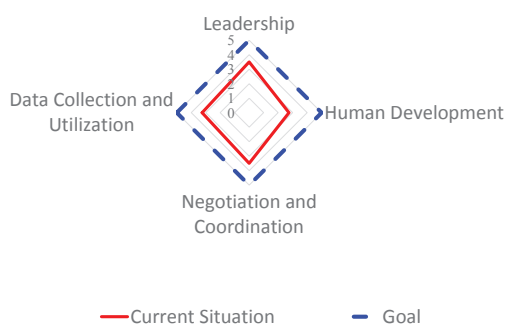 Leadership
5
4
3
2
1
0
Data Collection and
Utilization
Human Development
Negotiation and
Coordination
Current Situation
Goal